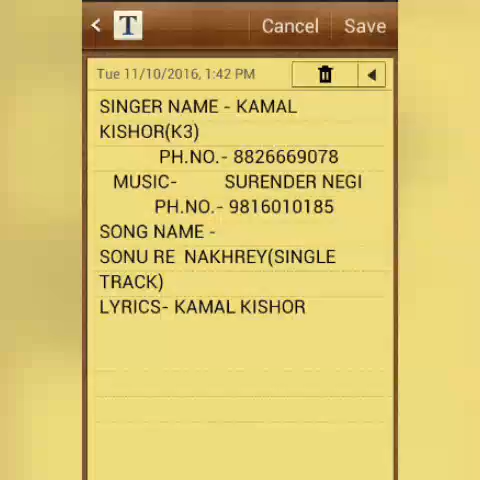 T Cancel Save
Tue 11/10/2016, 1:42 PM
SINGER NAME - KAMAL
KISHOR(K3)
PH.NO.- 8826669078
MUSIC- SURENDER NEGI
PH.NO.- 9816010185
SONG NAME -
SONU RE NAKHREY(SINGLE
TRACK)
LYRICS- KAMAL KISHOR